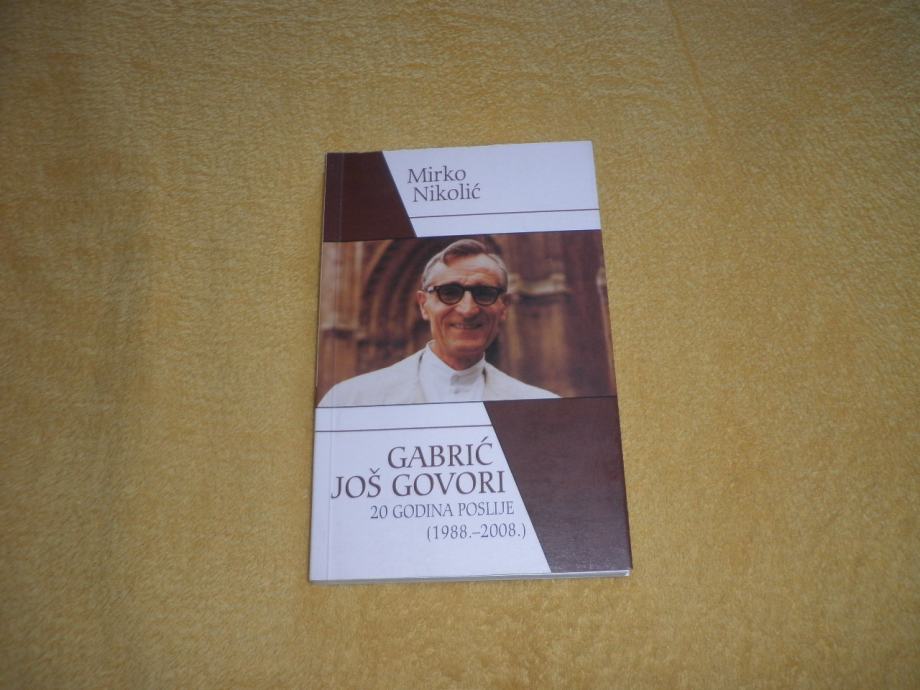 Mirko
Nikolić
GABRIĆ
JOŠ GOVORI
20 GODINA POSLIJE
(1988.–2008.)